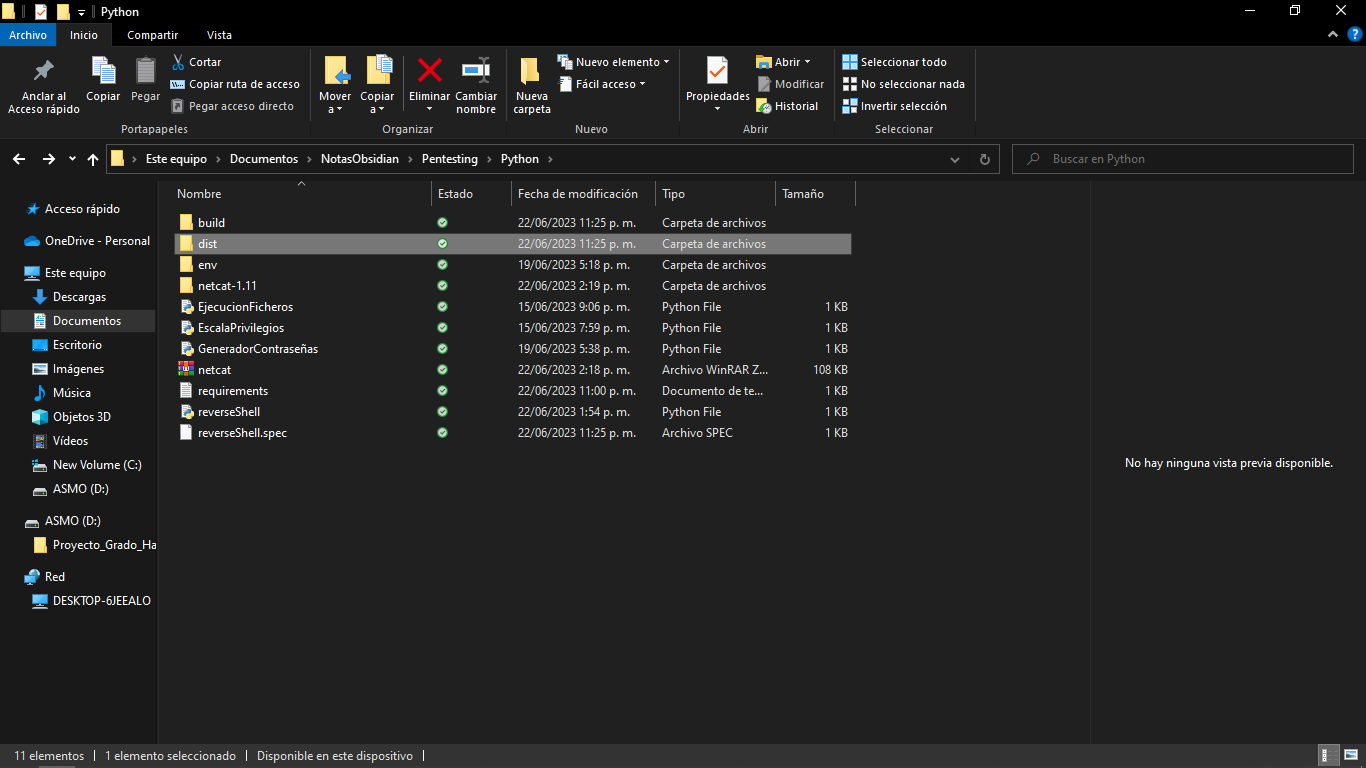 Python
Archivo Inicio Compartir Vista
Anclar al Acceso rápido
Copiar
Pegar
Cortar
Copiar ruta de acceso
Pegar acceso directo
Portapapeles
Mover a
Copiar a
Eliminar
Cambiar nombre
Organizar
Nueva carpeta
Nuevo elemento
Fácil acceso
Nuevo
Propiedades
Abrir
Modificar
Historial
Abrir
Seleccionar todo
No seleccionar nada
Invertir selección
Seleccionar
Este equipo > Documentos > NotasObsidian > Pentesting > Python >
Buscar en Python
Acceso rápido
OneDrive - Personal
Este equipo
Descargas
Documentos
Escritorio
Imágenes
Música
Objetos 3D
Vídeos
New Volume (C:)
ASMO (D:)
ASMO (D:)
Proyecto_Grado_Ha
Red
DESKTOP-6JEEALO
Nombre Estado Fecha de modificación Tipo Tamaño
build 22/06/2023 11:25 p. m. Carpeta de archivos
dist 22/06/2023 11:25 p. m. Carpeta de archivos
env 19/06/2023 5:18 p. m. Carpeta de archivos
netcat-1.11 22/06/2023 2:19 p. m. Carpeta de archivos
EjecucionFicheros 15/06/2023 9:06 p. m. Python File 1 KB
EscalaPrivilegios 15/06/2023 7:59 p. m. Python File 1 KB
GeneradorContraseñas 19/06/2023 5:38 p. m. Python File 1 KB
netcat 22/06/2023 2:18 p. m. Archivo WinRAR Z... 108 KB
requirements 22/06/2023 11:00 p. m. Documento de te... 1 KB
reverseShell 22/06/2023 1:54 p. m. Python File 1 KB
reverseShell.spec 22/06/2023 11:25 p. m. Archivo SPEC 1 KB
No hay ninguna vista previa disponible.
11 elementos 1 elemento seleccionado Disponible en este dispositivo